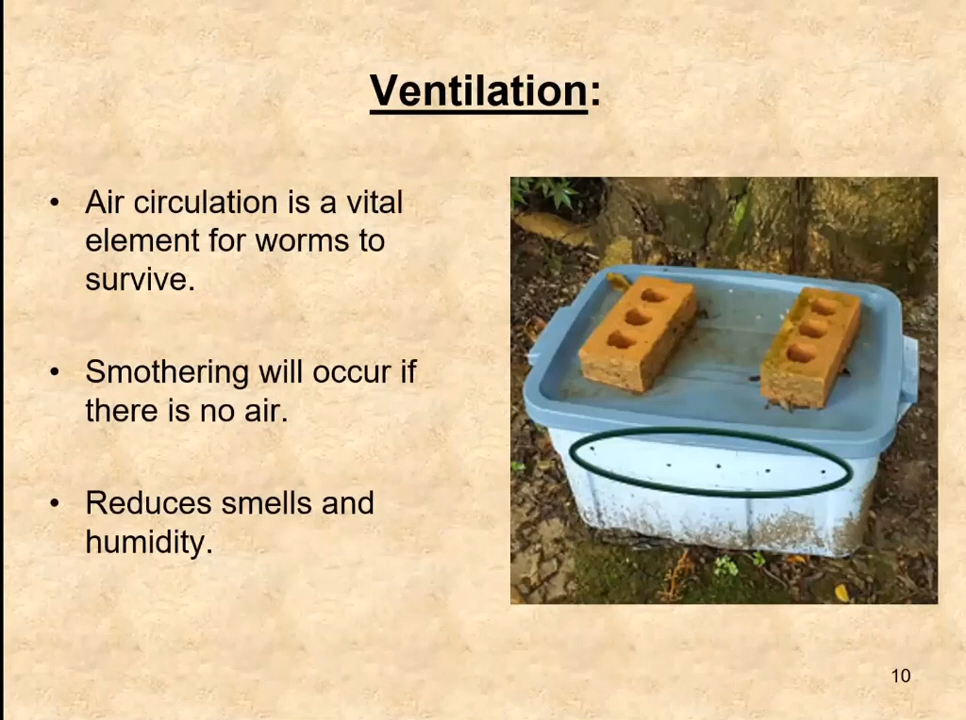 Ventilation:
• Air circulation is a vital
element for worms to
survive.
• Smothering will occur if
there is no air.
• Reduces smells and
humidity.
10